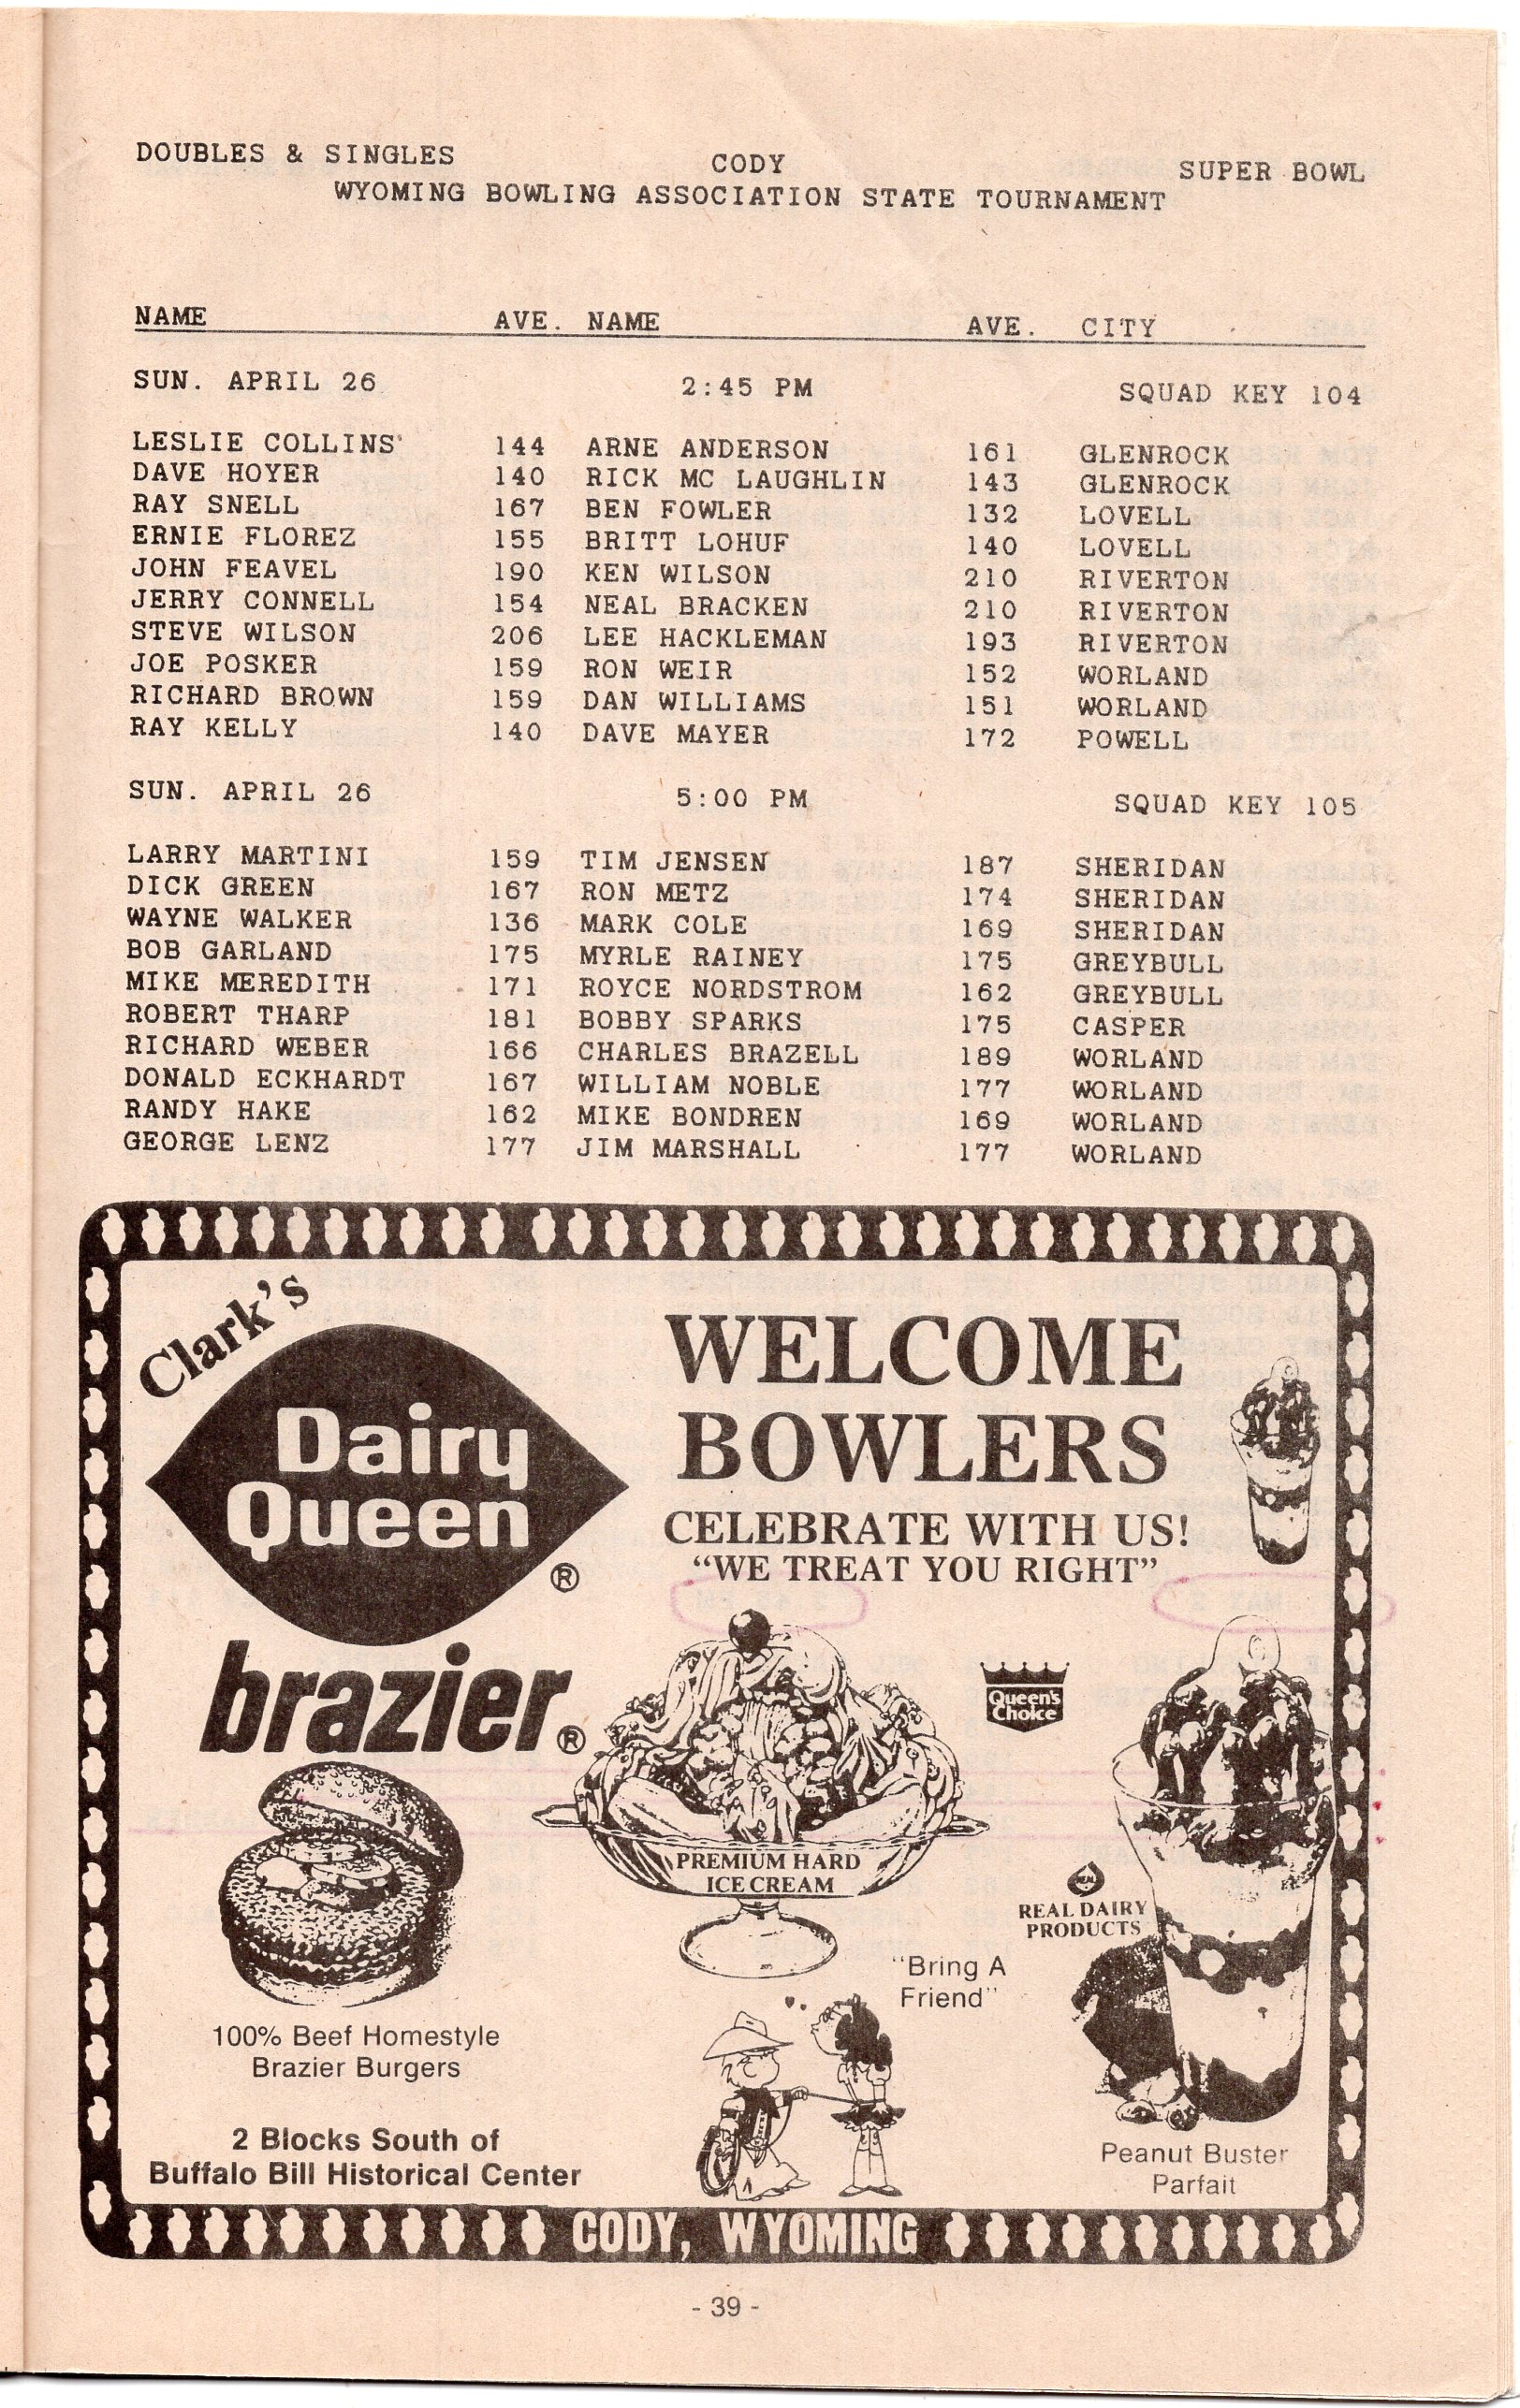 DOUBLES & SINGLES CODY SUPER BOWL
WYOMING BOWLING ASSOCIATION STATE TOURNAMENT
NAME AVE. NAME AVE. CITY
SUN. APRIL 26 2:45 PM SQUAD KEY 104
LESLIE COLLINS 144 ARNE ANDERSON 161 GLENROCK
DAVE HOYER 140 RICK MC LAUGHLIN 143 GLENROCK
RAY SNELL 167 BEN FOWLER 132 LOVELL
ERNIE FLOREZ 155 BRITT LOHUF 140 LOVELL
JOHN FEAVEL 190 KEN WILSON 210 RIVERTON
JERRY CONNELL 154 NEAL BRACKEN 210 RIVERTON
STEVE WILSON 206 LEE HACKLEMAN 193 RIVERTON
JOE POSKER 159 RON WEIR 152 WORLAND
RICHARD BROWN 159 DAN WILLIAMS 151 WORLAND
RAY KELLY 140 DAVE MAYER 172 POWELL
SUN. APRIL 26 5:00 PM SQUAD KEY 105
LARRY MARTINI 159 TIM JENSEN 187 SHERIDAN
DICK GREEN 167 RON METZ 174 SHERIDAN
WAYNE WALKER 136 MARK COLE 169 SHERIDAN
BOB GARLAND 175 MYRLE RAINEY 175 GREYBULL
MIKE MEREDITH 171 ROYCE NORDSTROM 162 GREYBULL
ROBERT THARP 181 BOBBY SPARKS 175 CASPER
RICHARD WEBER 166 CHARLES BRAZELL 189 WORLAND
DONALD ECKHARDT 167 WILLIAM NOBLE 177 WORLAND
RANDY HAKE 162 MIKE BONDREN 169 WORLAND
GEORGE LENZ 177 JIM MARSHALL 177 WORLAND
Clark's
Dairy
Queen
®
brazier®
WELCOME
BOWLERS
CELEBRATE WITH US!
"WE TREAT YOU RIGHT"
Queen's
Choice
PREMIUM HARD
ICE CREAM
REAL
REAL DAIRY
PRODUCTS
"Bring A
Friend"
100% Beef Homestyle
Brazier Burgers
2 Blocks South of
Buffalo Bill Historical Center
Peanut Buster
Parfait
CODY, WYOMING
- 39 -